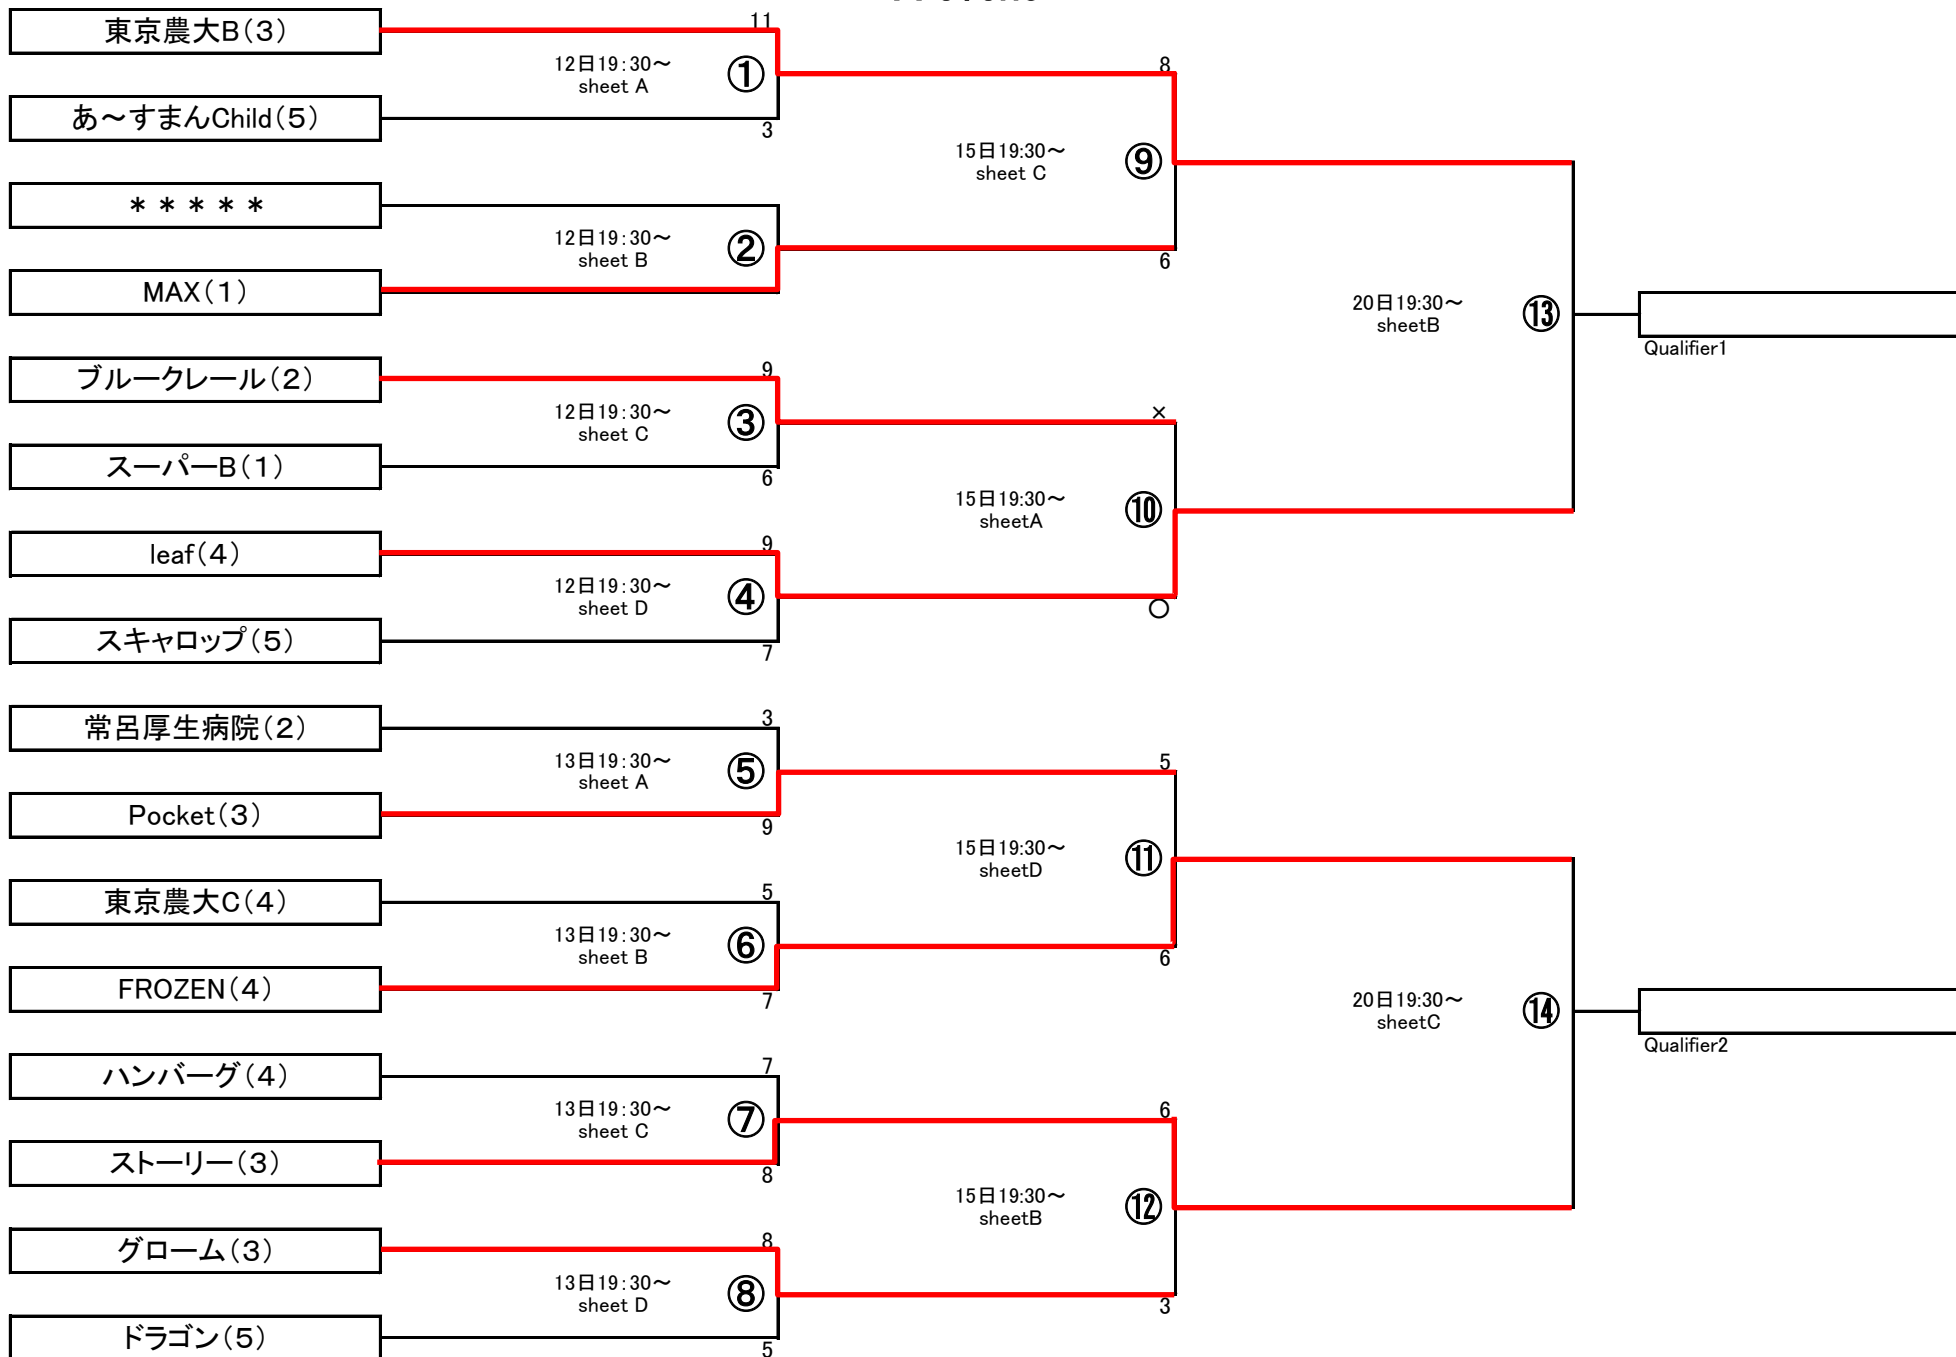 東京農大B(3)
11
12日19:30～
sheet A
①
あ～すまんChild(5)
3
8
15日19:30～
sheet C
⑨
＊＊＊＊＊
12日19:30～
sheet B
②
MAX(1)
6
20日19:30～
sheetB
⑬
Qualifier1
ブルークレール(2)
9
12日19:30～
sheet C
③
スーパーB(1)
6
×
15日19:30～
sheetA
⑩
leaf(4)
9
12日19:30～
sheet D
④
スキャロップ(5)
7
○
常呂厚生病院(2)
3
13日19:30～
sheet A
⑤
Pocket(3)
9
5
15日19:30～
sheetD
⑪
東京農大C(4)
5
13日19:30～
sheet B
⑥
FROZEN(4)
7
6
20日19:30～
sheetC
⑭
Qualifier2
ハンバーグ(4)
7
13日19:30～
sheet C
⑦
ストーリー(3)
8
6
15日19:30～
sheetB
⑫
グローム(3)
8
13日19:30～
sheet D
⑧
ドラゴン(5)
5
3